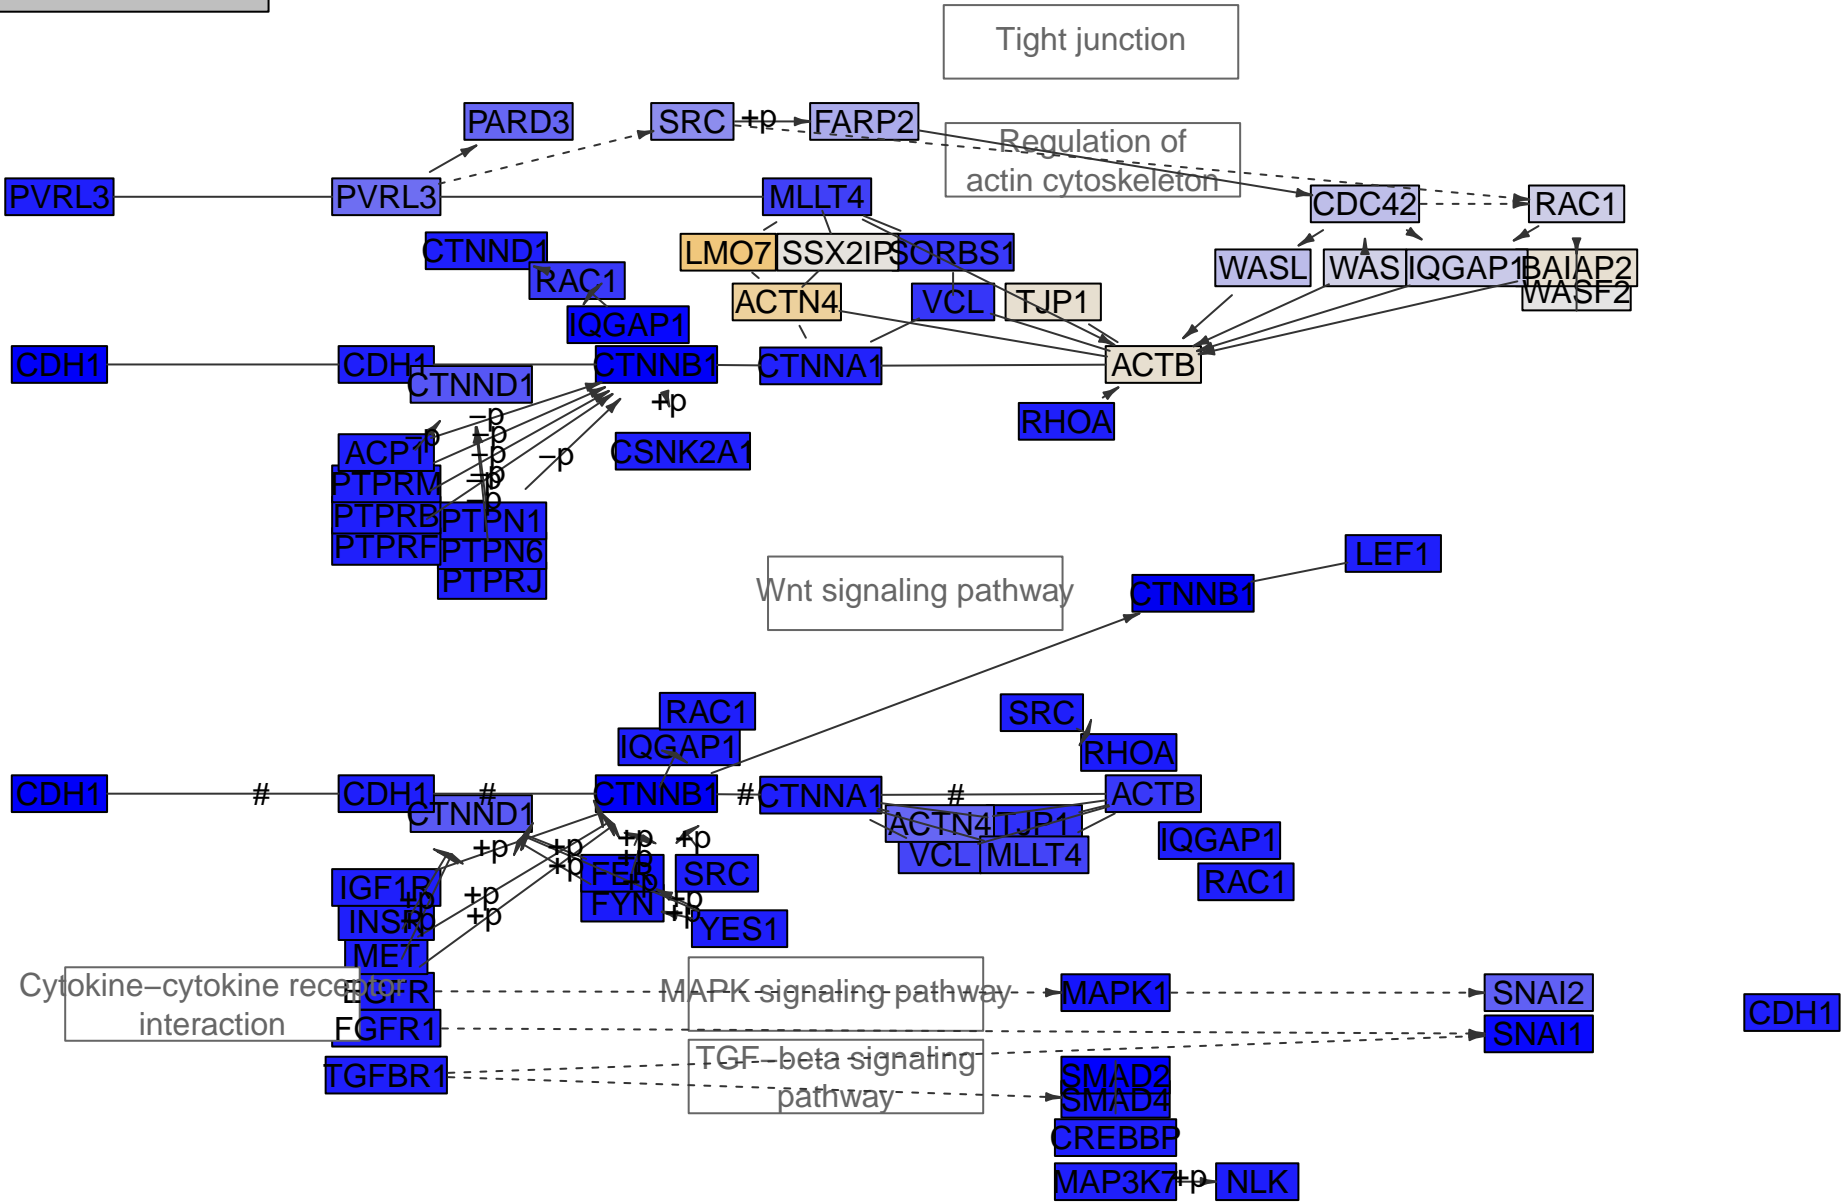 Tight junction
PARD3
SRC
+p
FARP2
Regulation of
actin cytoskeleton
PVRL3
PVRL3
MLLT4
CDC42
RAC1
CTNND1
RAC1
LMO7
SSX2IP
SORBS1
WASL
WAS
IQGAP1
BAIAP2
WASF2
ACTN4
VCL
TJP1
IQGAP1
CDH1
CDH1
CTNND1
CTNNB1
CTNNA1
ACTB
+p
RHOA
−p
−p
−p
−p
−p
−p
−p
−p
ACP1
CSNK2A1
PTPRM
PTPRB
PTPN1
PTPRF
PTPN6
PTPRJ
LEF1
Wnt signaling pathway
CTNNB1
RAC1
SRC
IQGAP1
RHOA
CDH1
#
CDH1
#
CTNNB1
#
CTNNA1
#
ACTB
CTNND1
ACTN4
TJP1
+p
+p
+p
+p
+p
+p
VCL
MLLT4
IQGAP1
IGF1R
FER
+p
SRC
RAC1
+p
+p
+p
INSR
+p
+p
FYN
+p
+p
YES1
MET
Cytokine−cytokine receptor
interaction
EGFR
MAPK signaling pathway
MAPK1
SNAI2
FGFR1
SNAI1
CDH1
TGFBR1
TGF−beta signaling
pathway
SMAD2
SMAD4
CREBBP
MAP3K7
+p
NLK